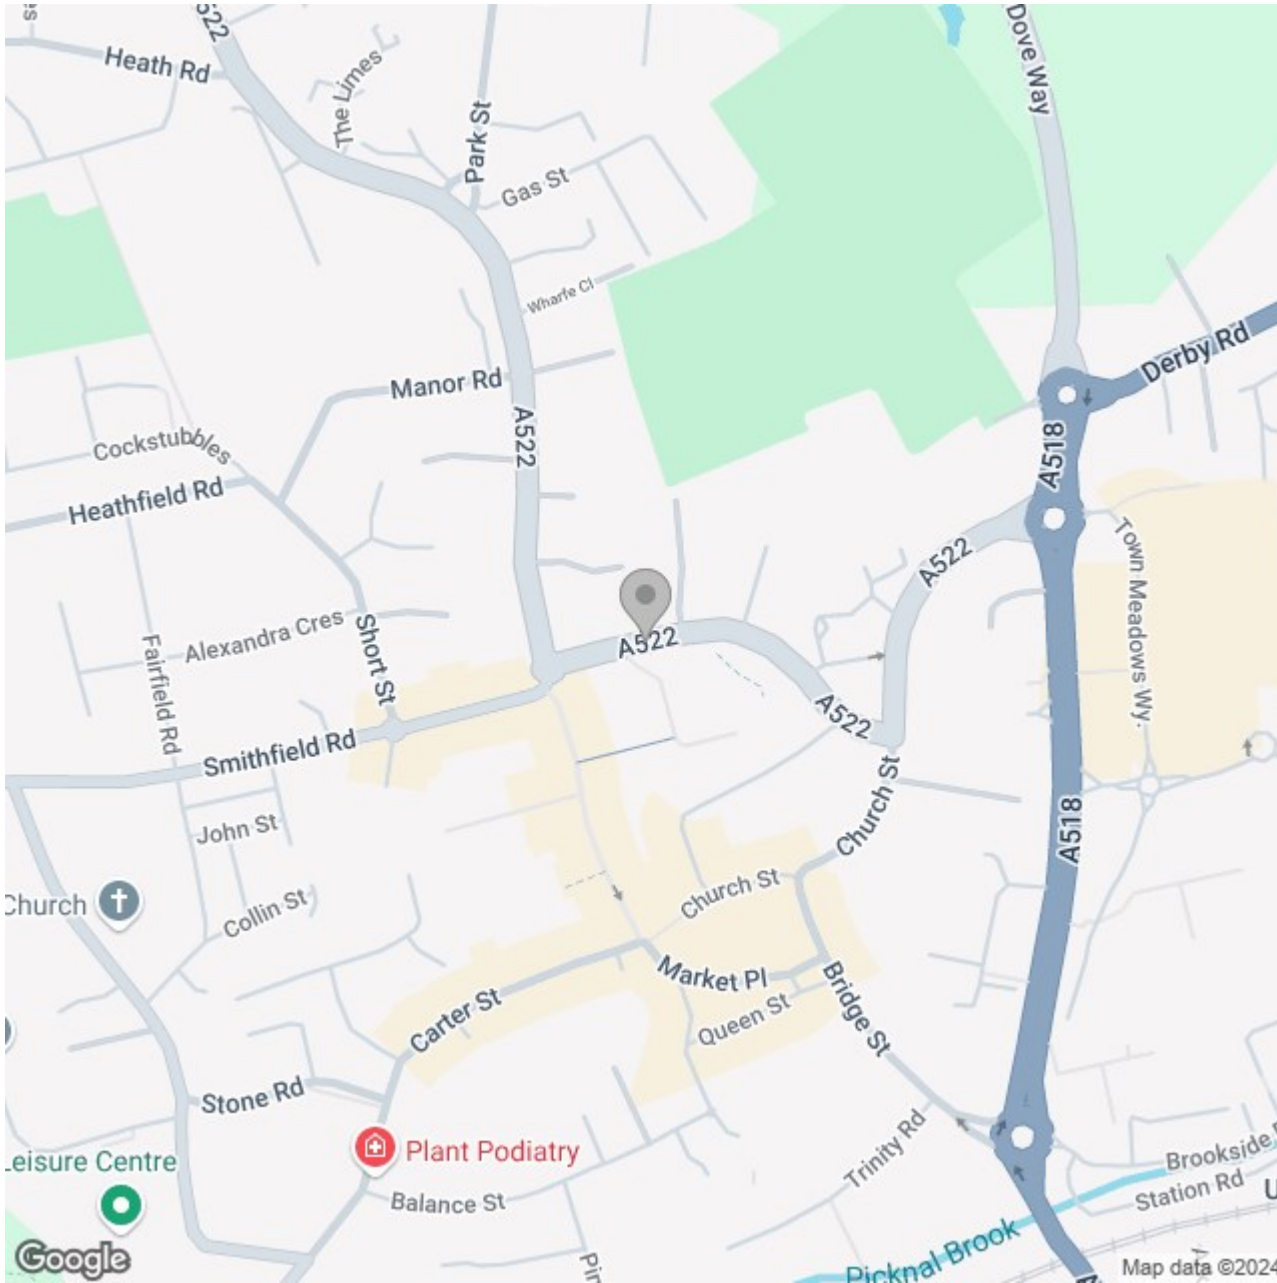 522
Heath Rd
The Limes
Park St
Gas St
Dove Way
Wharfe Cl
Derby Rd
Manor Rd
A522
A518
Cockstubbles
Heathfield Rd
Town Meadows Wy.
A522
Alexandra Cres
Short St
A522
Fairfield Rd
A522
Smithfield Rd
Church St
A518
John St
Church
Collin St
Church St
Market Pl
Bridge St
Carter St
Queen St
Stone Rd
Trinity Rd
Plant Podiatry
Leisure Centre
Brookside
Balance St
Station Rd
Picknal Brook
Google
Map data ©2024